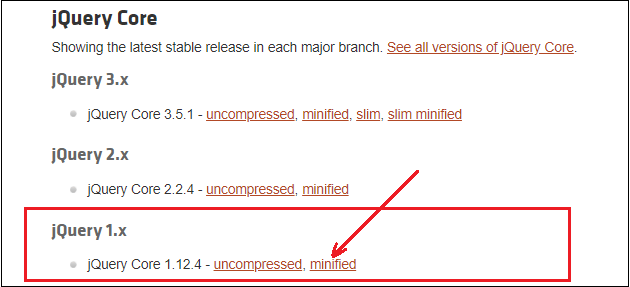 jQuery Core
Showing the latest stable release in each major branch. See all versions of jQuery Core.
jQuery 3.x
jQuery Core 3.5.1 - uncompressed, minified, slim, slim minified
jQuery 2.x
jQuery Core 2.2.4 - uncompressed, minified
jQuery 1.x
jQuery Core 1.12.4 - uncompressed, minified